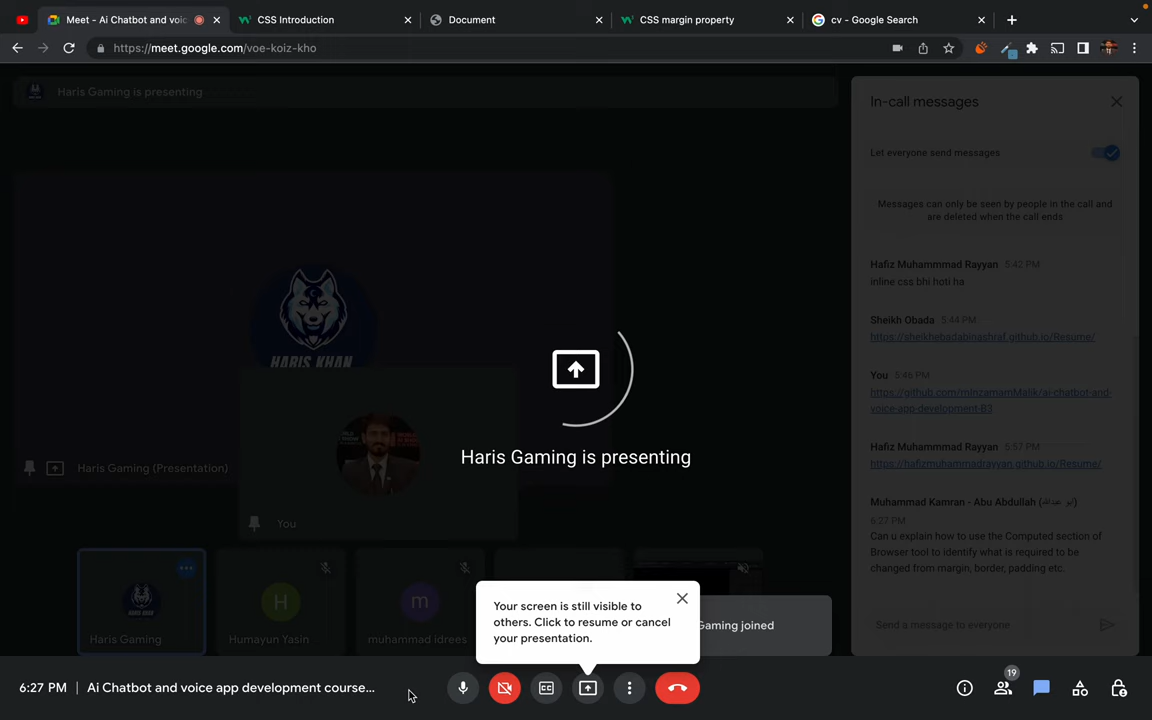 Meet - Ai Chatbot and voic
CSS Introduction
Document
CSS margin property
cv - Google Search
https://meet.google.com/voe-koiz-kho
Haris Gaming is presenting
In-call messages
Let everyone send messages
Messages can only be seen by people in the call and
are deleted when the call ends
Hafiz Muhammmad Rayyan 5:42 PM
inline css bhi hoti ha
Sheikh Obada 5:44 PM
https://sheikhebadabinashraf.github.io/Resume/
You 5:46 PM
https://github.com/minzamamMalik/ai-chatbot-and-
voice-app-development-B3
Hafiz Muhammmad Rayyan 5:57 PM
https://hafizmuhammadrayyan.github.io/Resume/
Muhammad Kamran - Abu Abdullah
6:27 PM
Can u explain how to use the Computed section of
Browser tool to identify what is required to be
changed from margin, border, padding etc.
Send a message to everyone
HARIS KHAN
Haris Gaming is presenting
Haris Gaming (Presentation)
You
Haris Gaming
H
Humayun Yasin
m
muhammad idrees
Your screen is still visible to
others. Click to resume or cancel
your presentation.
Gaming joined
6:27 PM | Ai Chatbot and voice app development course...
CC
19